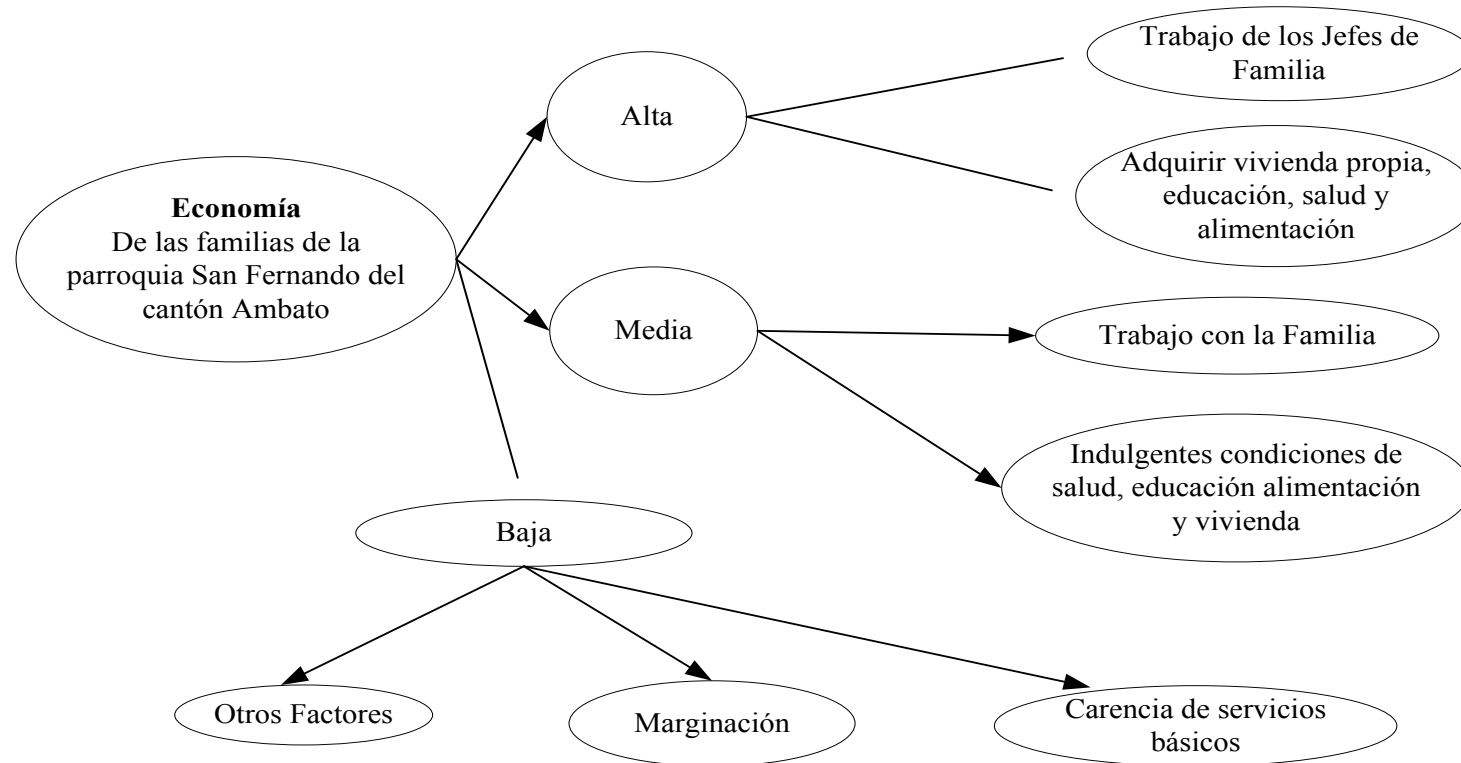 Trabajo de los Jefes de
Familia
Alta
Adquirir vivienda propia,
educación, salud y
alimentación
Economía
De las familias de la
parroquia San Fernando del
cantón Ambato
Media
Trabajo con la Familia
Indulgentes condiciones de
salud, educación alimentación
y vivienda
Baja
Otros Factores
Marginación
Carencia de servicios
básicos